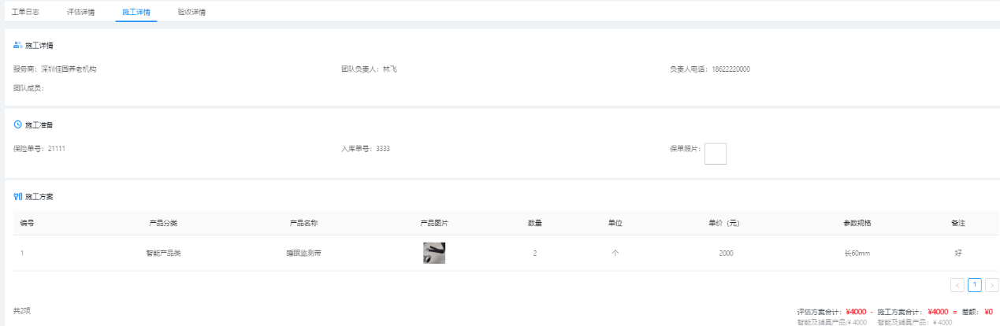 工单日志 评估详情 施工详情 验收详情
施工详情
服务商：深圳佳园养老机构 团队负责人：林飞 负责人电话：18622220000
团队成员：
施工准备
保险单号：21111 入库单号：3333 保单照片：
施工方案
编号 产品分类 产品名称 产品图片 数量 单位 单价（元） 参数规格 备注
1 智能产品类 睡眠监测带 2 个 2000 长60mm 好
< 1 >
共2项 评估方案合计：¥4000 - 施工方案合计：¥4000 = 差额：¥0
智能及辅具产品:¥ 4000 智能及辅具产品：¥ 4000